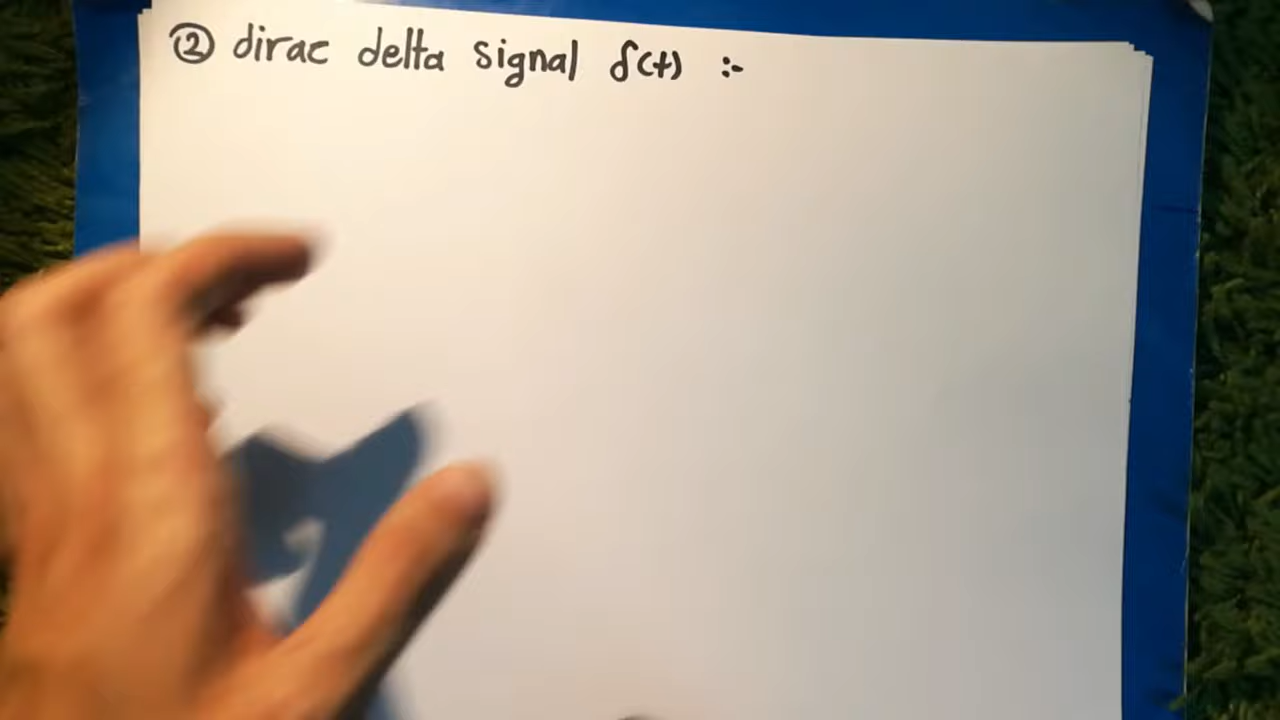 ② dirac delta signal δ(t) :-